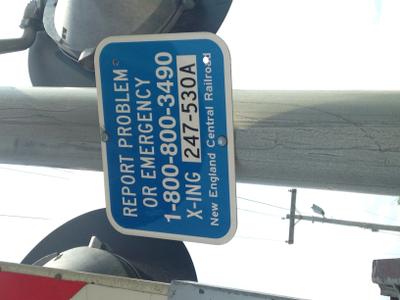 REPORT PROBLEM
OR EMERGENCY
1-800-800-3490
X-ING 247-530A
New England Central Railroad